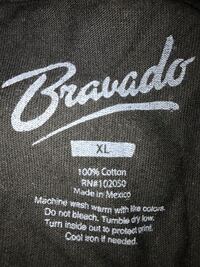 Bravado
XL
100% Cotton
RN#102050
Made in Mexico
Machine wash warm with like colors.
Do not bleach. Tumble dry low.
Turn inside out to protect print.
Cool iron if needed.